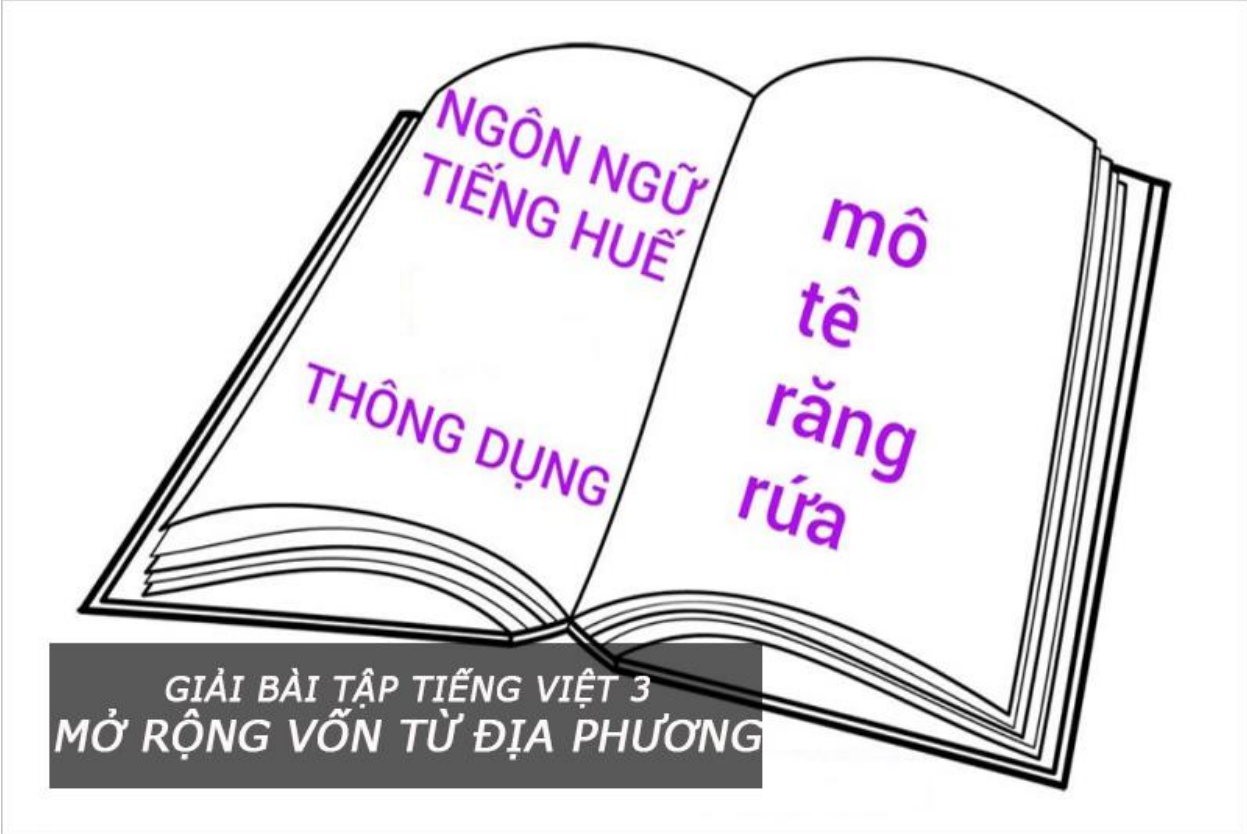 NGÔN NGỮ
TIẾNG HUẾ
THÔNG DỤNG
mô
tê
răng
rứa
GIẢI BÀI TẬP TIẾNG VIỆT 3
MỞ RỘNG VỐN TỪ ĐỊA PHƯƠNG